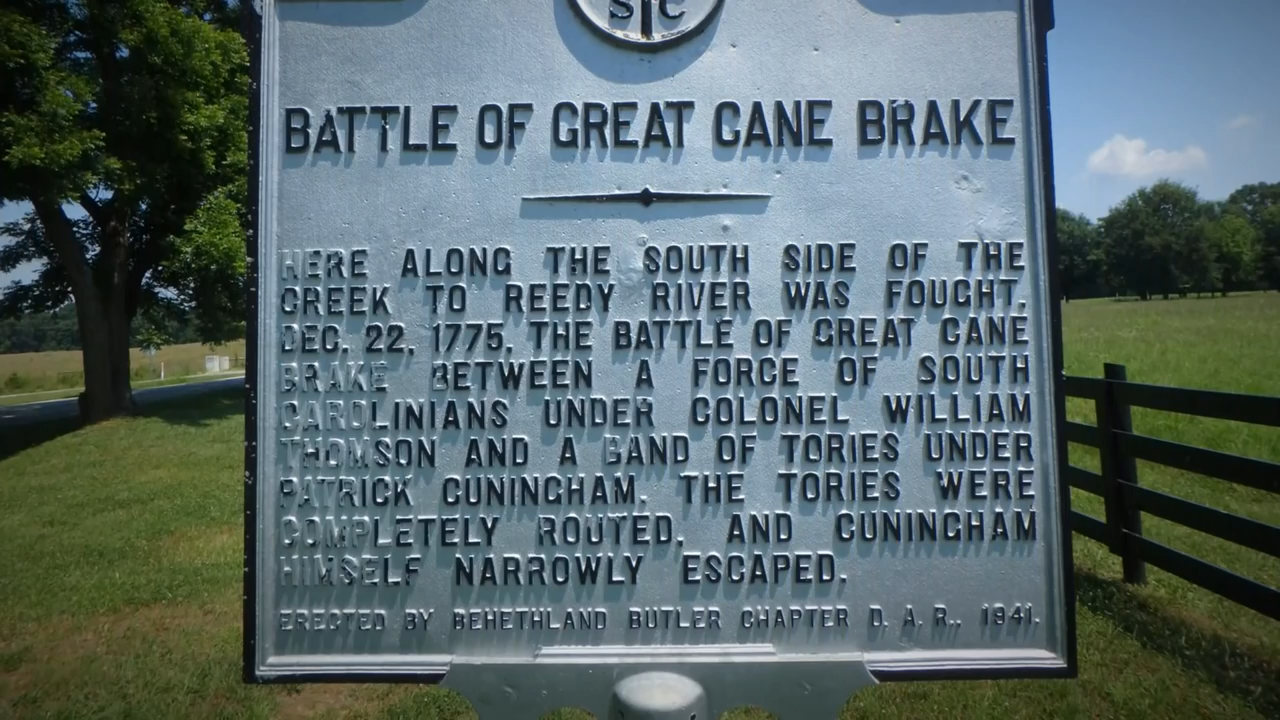 SC
BATTLE OF GREAT CANE BRAKE
HERE ALONG THE SOUTH SIDE OF THE
CREEK TO REEDY RIVER WAS FOUGHT,
DEC. 22, 1775, THE BATTLE OF GREAT CANE
BRAKE BETWEEN A FORCE OF SOUTH
CAROLINIANS UNDER COLONEL WILLIAM
THOMSON AND A BAND OF TORIES UNDER
PATRICK CUNINGHAM. THE TORIES WERE
COMPLETELY ROUTED, AND CUNINGHAM
HIMSELF NARROWLY ESCAPED.
ERECTED BY BEHETHLAND BUTLER CHAPTER D. A. R., 1941.